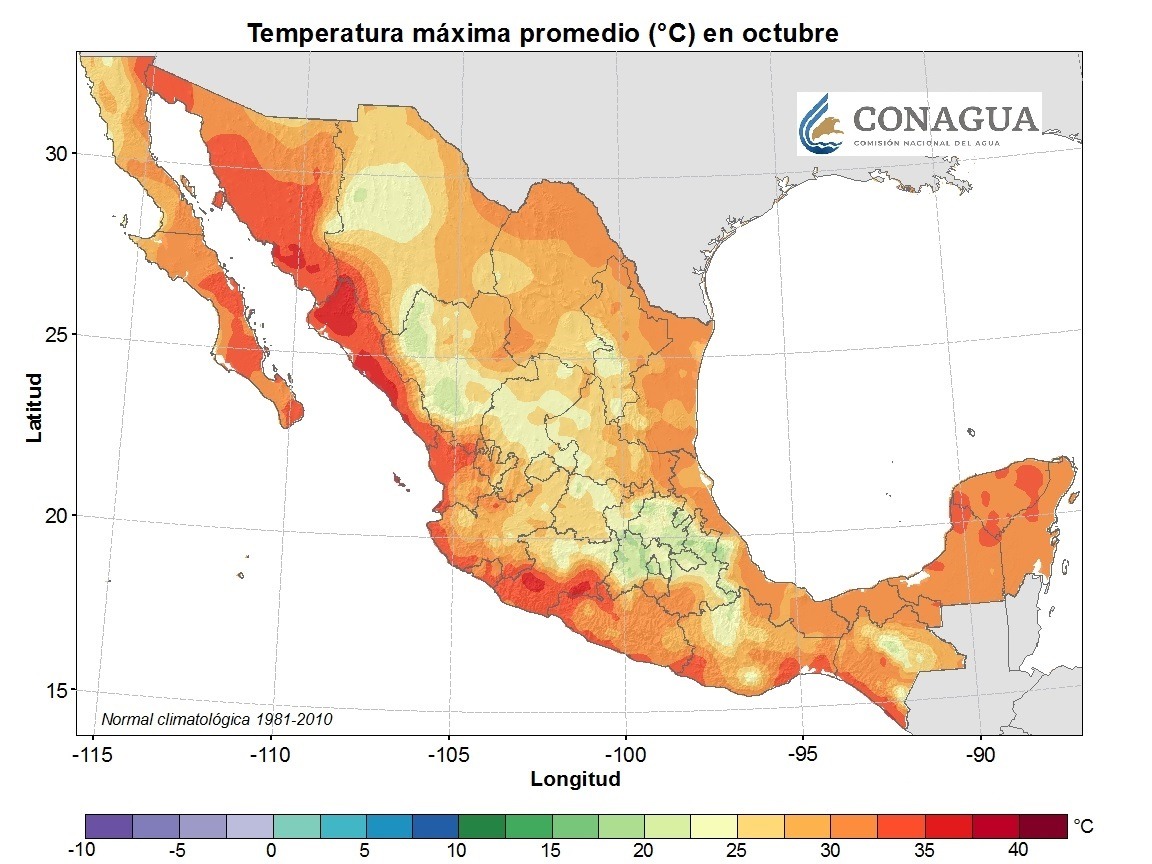 Temperatura máxima promedio (°C) en octubre
CONAGUA
COMISIÓN NACIONAL DEL AGUA
30
25
20
15
Latitud
Normal climatológica 1981-2010
-115 -110 -105 -100 -95 -90
Longitud
°C
-10 -5 0 5 10 15 20 25 30 35 40